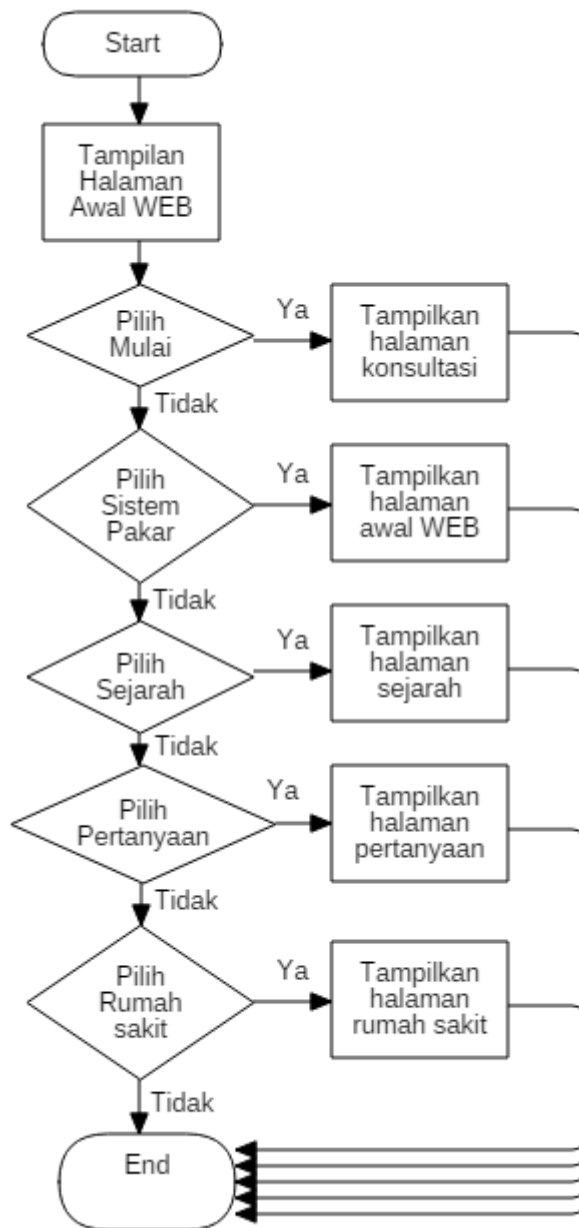 Start
Tampilan
Halaman
Awal WEB
Pilih
Mulai
Ya
Tampilkan
halaman
konsultasi
Tidak
Pilih
Sistem
Pakar
Ya
Tampilkan
halaman
awal WEB
Tidak
Pilih
Sejarah
Ya
Tampilkan
halaman
sejarah
Tidak
Pilih
Pertanyaan
Ya
Tampilkan
halaman
pertanyaan
Tidak
Pilih
Rumah
sakit
Ya
Tampilkan
halaman
rumah sakit
Tidak
End